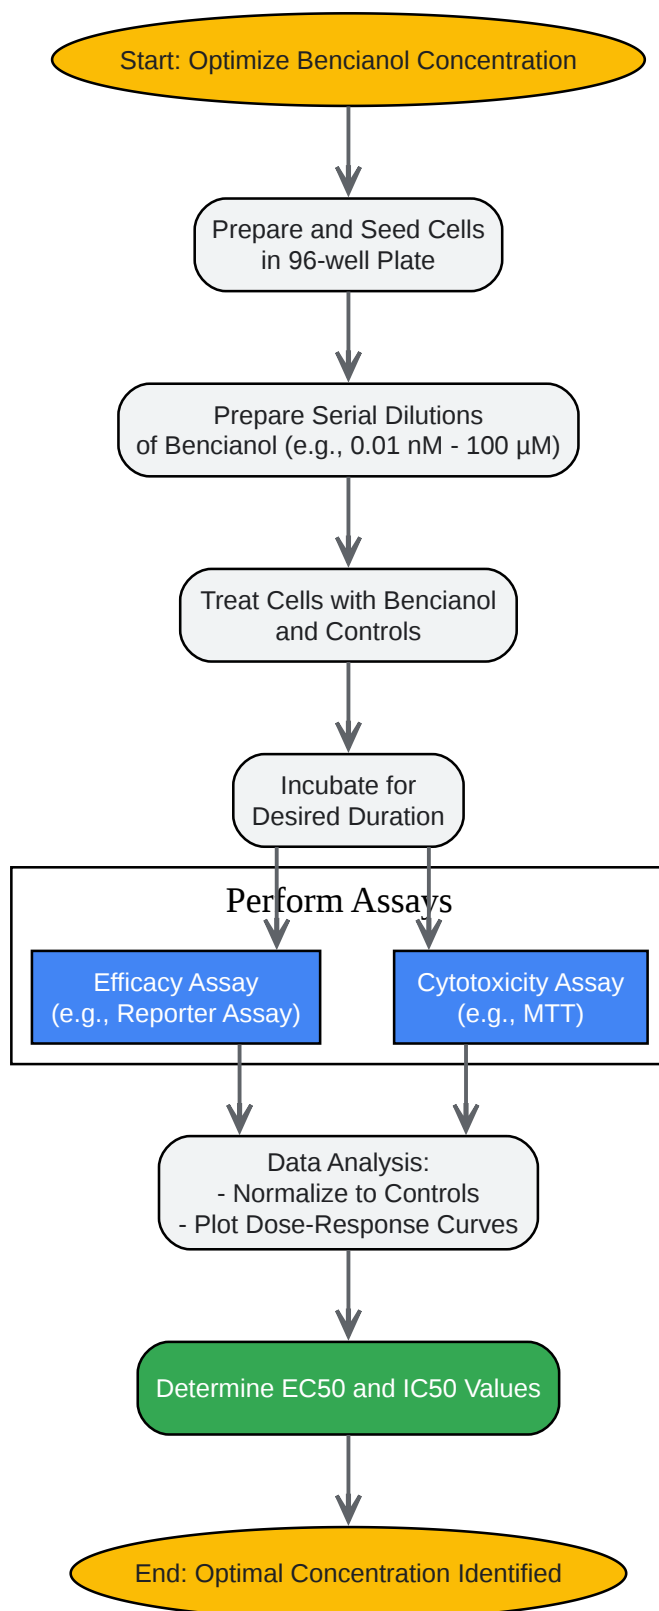 Start: Optimize Bencianol Concentration
Prepare and Seed Cells
in 96-well Plate
Prepare Serial Dilutions
of Bencianol (e.g., 0.01 nM - 100 µM)
Treat Cells with Bencianol
and Controls
Incubate for
Desired Duration
Perform Assays
Efficacy Assay
(e.g., Reporter Assay)
Cytotoxicity Assay
(e.g., MTT)
Data Analysis:
- Normalize to Controls
- Plot Dose-Response Curves
Determine EC50 and IC50 Values
End: Optimal Concentration Identified